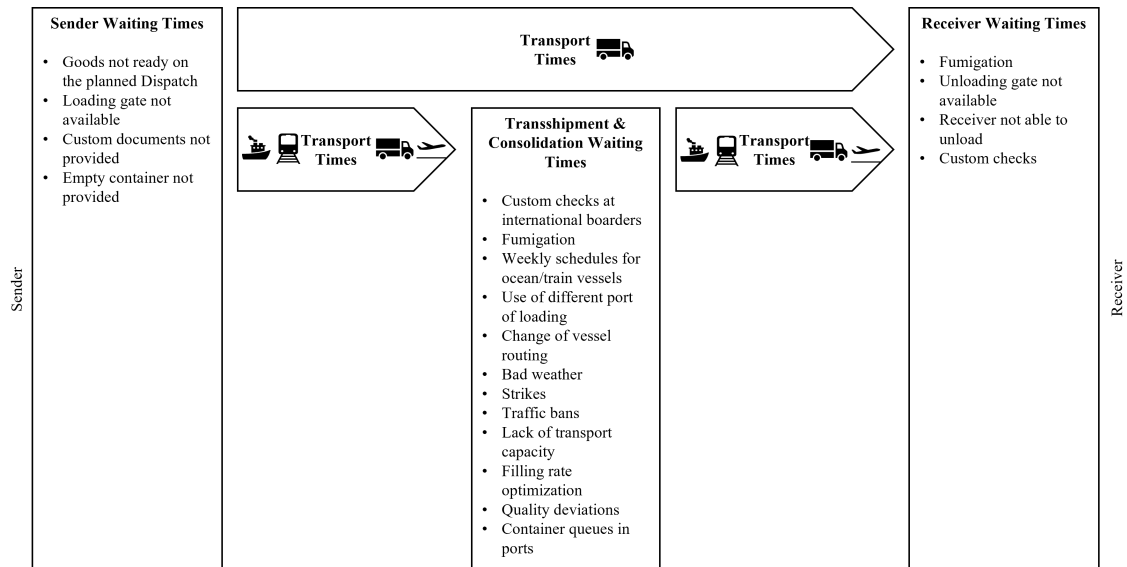 Sender
Sender Waiting Times
• Goods not ready on
the planned Dispatch
• Loading gate not
available
• Custom documents not
provided
• Empty container not
provided
Transport
Times
Transport
Times
Transshipment &
Consolidation Waiting
Times
• Custom checks at
international boarders
• Fumigation
• Weekly schedules for
ocean/train vessels
• Use of different port
of loading
• Change of vessel
routing
• Bad weather
• Strikes
• Traffic bans
• Lack of transport
capacity
• Filling rate
optimization
• Quality deviations
• Container queues in
ports
Transport
Times
Receiver Waiting Times
• Fumigation
• Unloading gate not
available
• Receiver not able to
unload
• Custom checks
Receiver